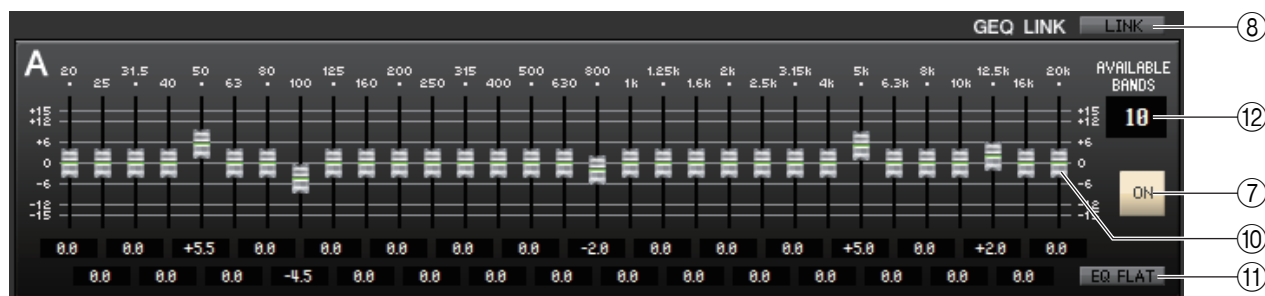 GEQ LINK LINK ⑧
A 20 31.5 50 80 125 200 315 500 800 1.25k 2k 3.15k 5k 8k 12.5k 20k AVAILABLE
25 40 63 100 160 250 400 630 1k 1.6k 2.5k 4k 6.3k 10k 16k BANDS
+15 +15
+12 +12 10 ⑫
+6 +6
0 0
-6 -6 ON ⑦
-12 -12
-15 -15
⑩
0.0 0.0 +5.5 0.0 0.0 0.0 0.0 0.0 -2.0 0.0 0.0 0.0 +5.0 0.0 +2.0 0.0
0.0 0.0 0.0 -4.5 0.0 0.0 0.0 0.0 0.0 0.0 0.0 0.0 0.0 0.0 0.0 EQ FLAT ⑪